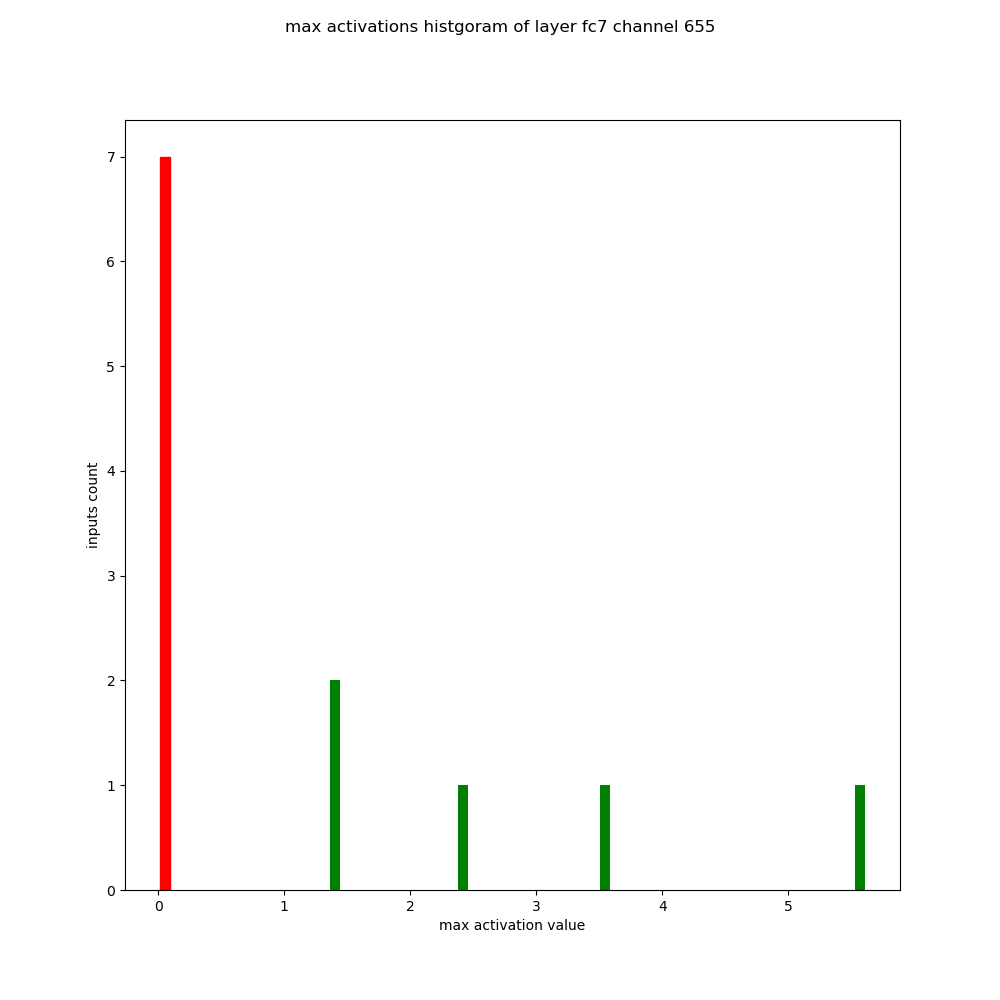 max activations histgoram of layer fc7 channel 655
7
6
5
4
3
2
1
0
inputs count
0 1 2 3 4 5
max activation value